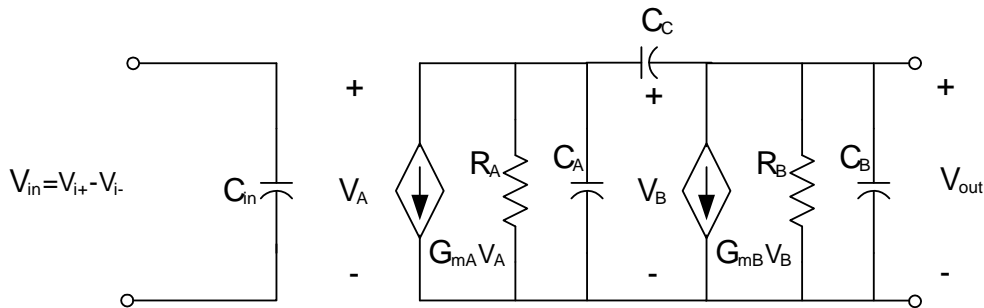 C_C
+ + +
R_A C_A R_B C_B
V_in=V_i+-V_i- C_in V_A V_B V_out
G_mAV_A G_mBV_B
- - -